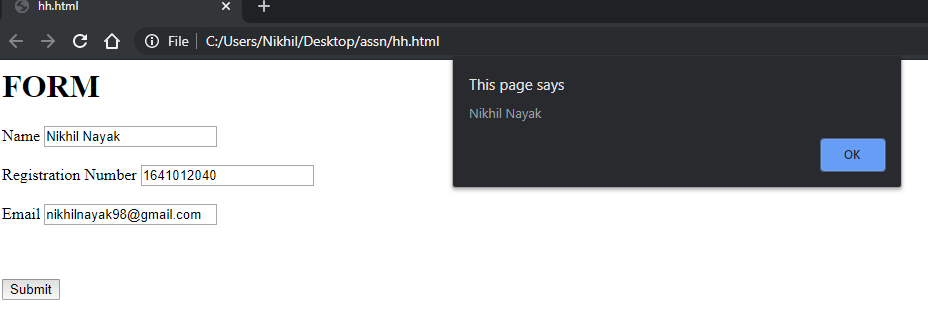 hh.html
File C:/Users/Nikhil/Desktop/assn/hh.html
This page says
Nikhil Nayak
OK
FORM
Name Nikhil Nayak
Registration Number 1641012040
Email nikhilnayak98@gmail.com
Submit